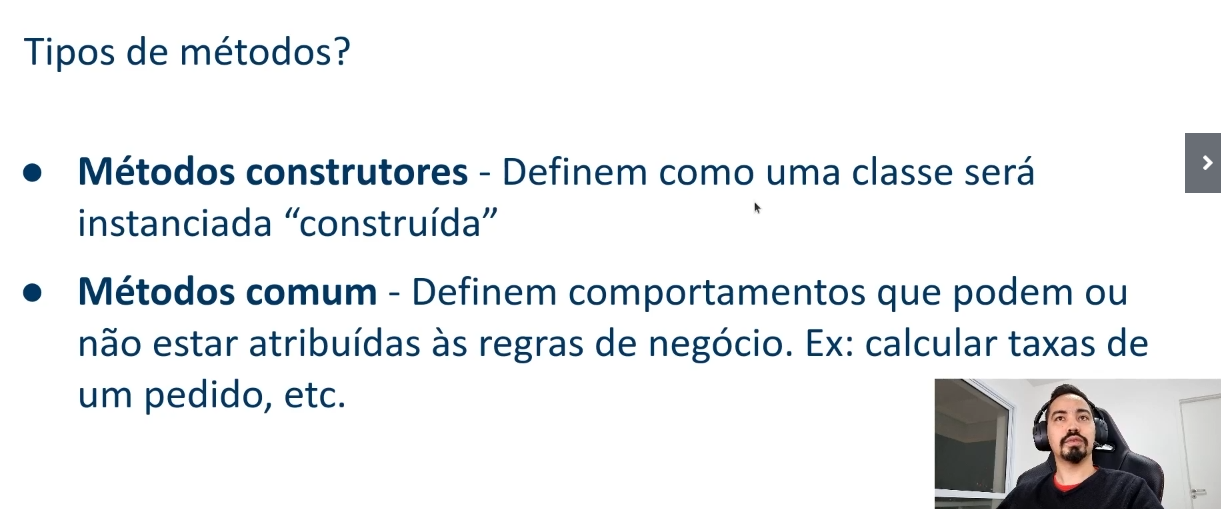 Tipos de métodos?
● Métodos construtores - Definem como uma classe será
instanciada “construída”
● Métodos comum - Definem comportamentos que podem ou
não estar atribuídas às regras de negócio. Ex: calcular taxas de
um pedido, etc.